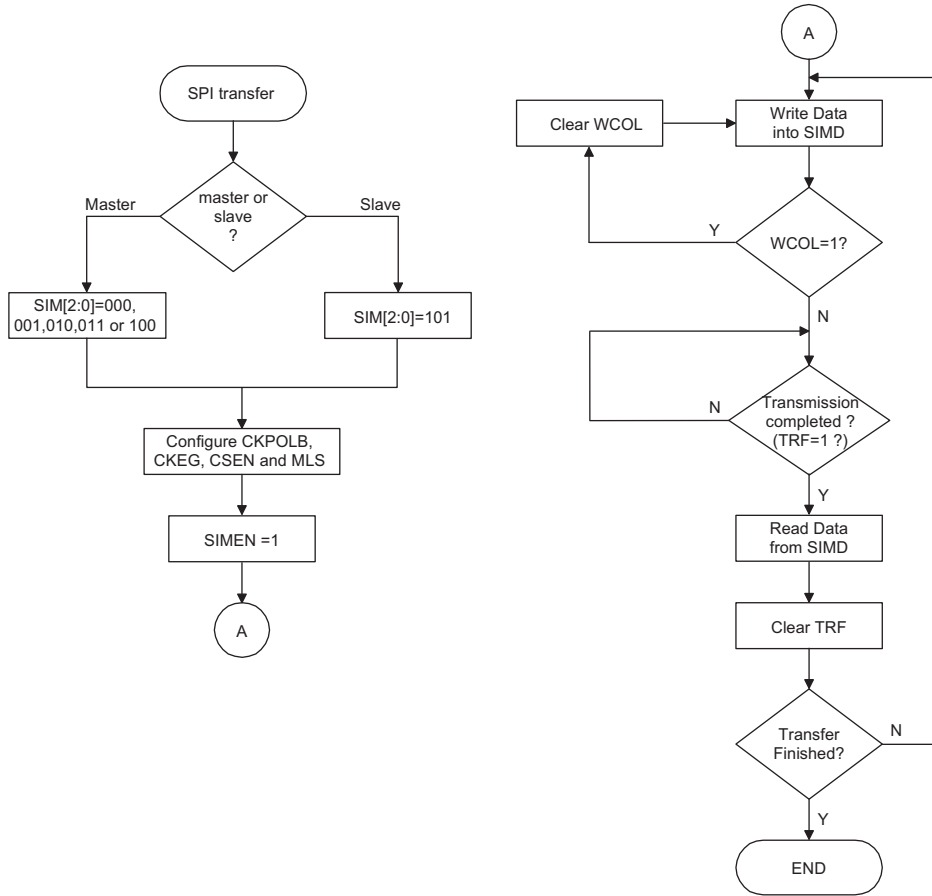 SPI transfer
master or
slave
?
Master
Slave
SIM[2:0]=000,
001,010,011 or 100
SIM[2:0]=101
Configure CKPOLB,
CKEG, CSEN and MLS
SIMEN =1
A
A
Write Data
into SIMD
Clear WCOL
WCOL=1?
Y
N
Transmission
completed ?
(TRF=1 ?)
N
Y
Read Data
from SIMD
Clear TRF
Transfer
Finished?
N
Y
END